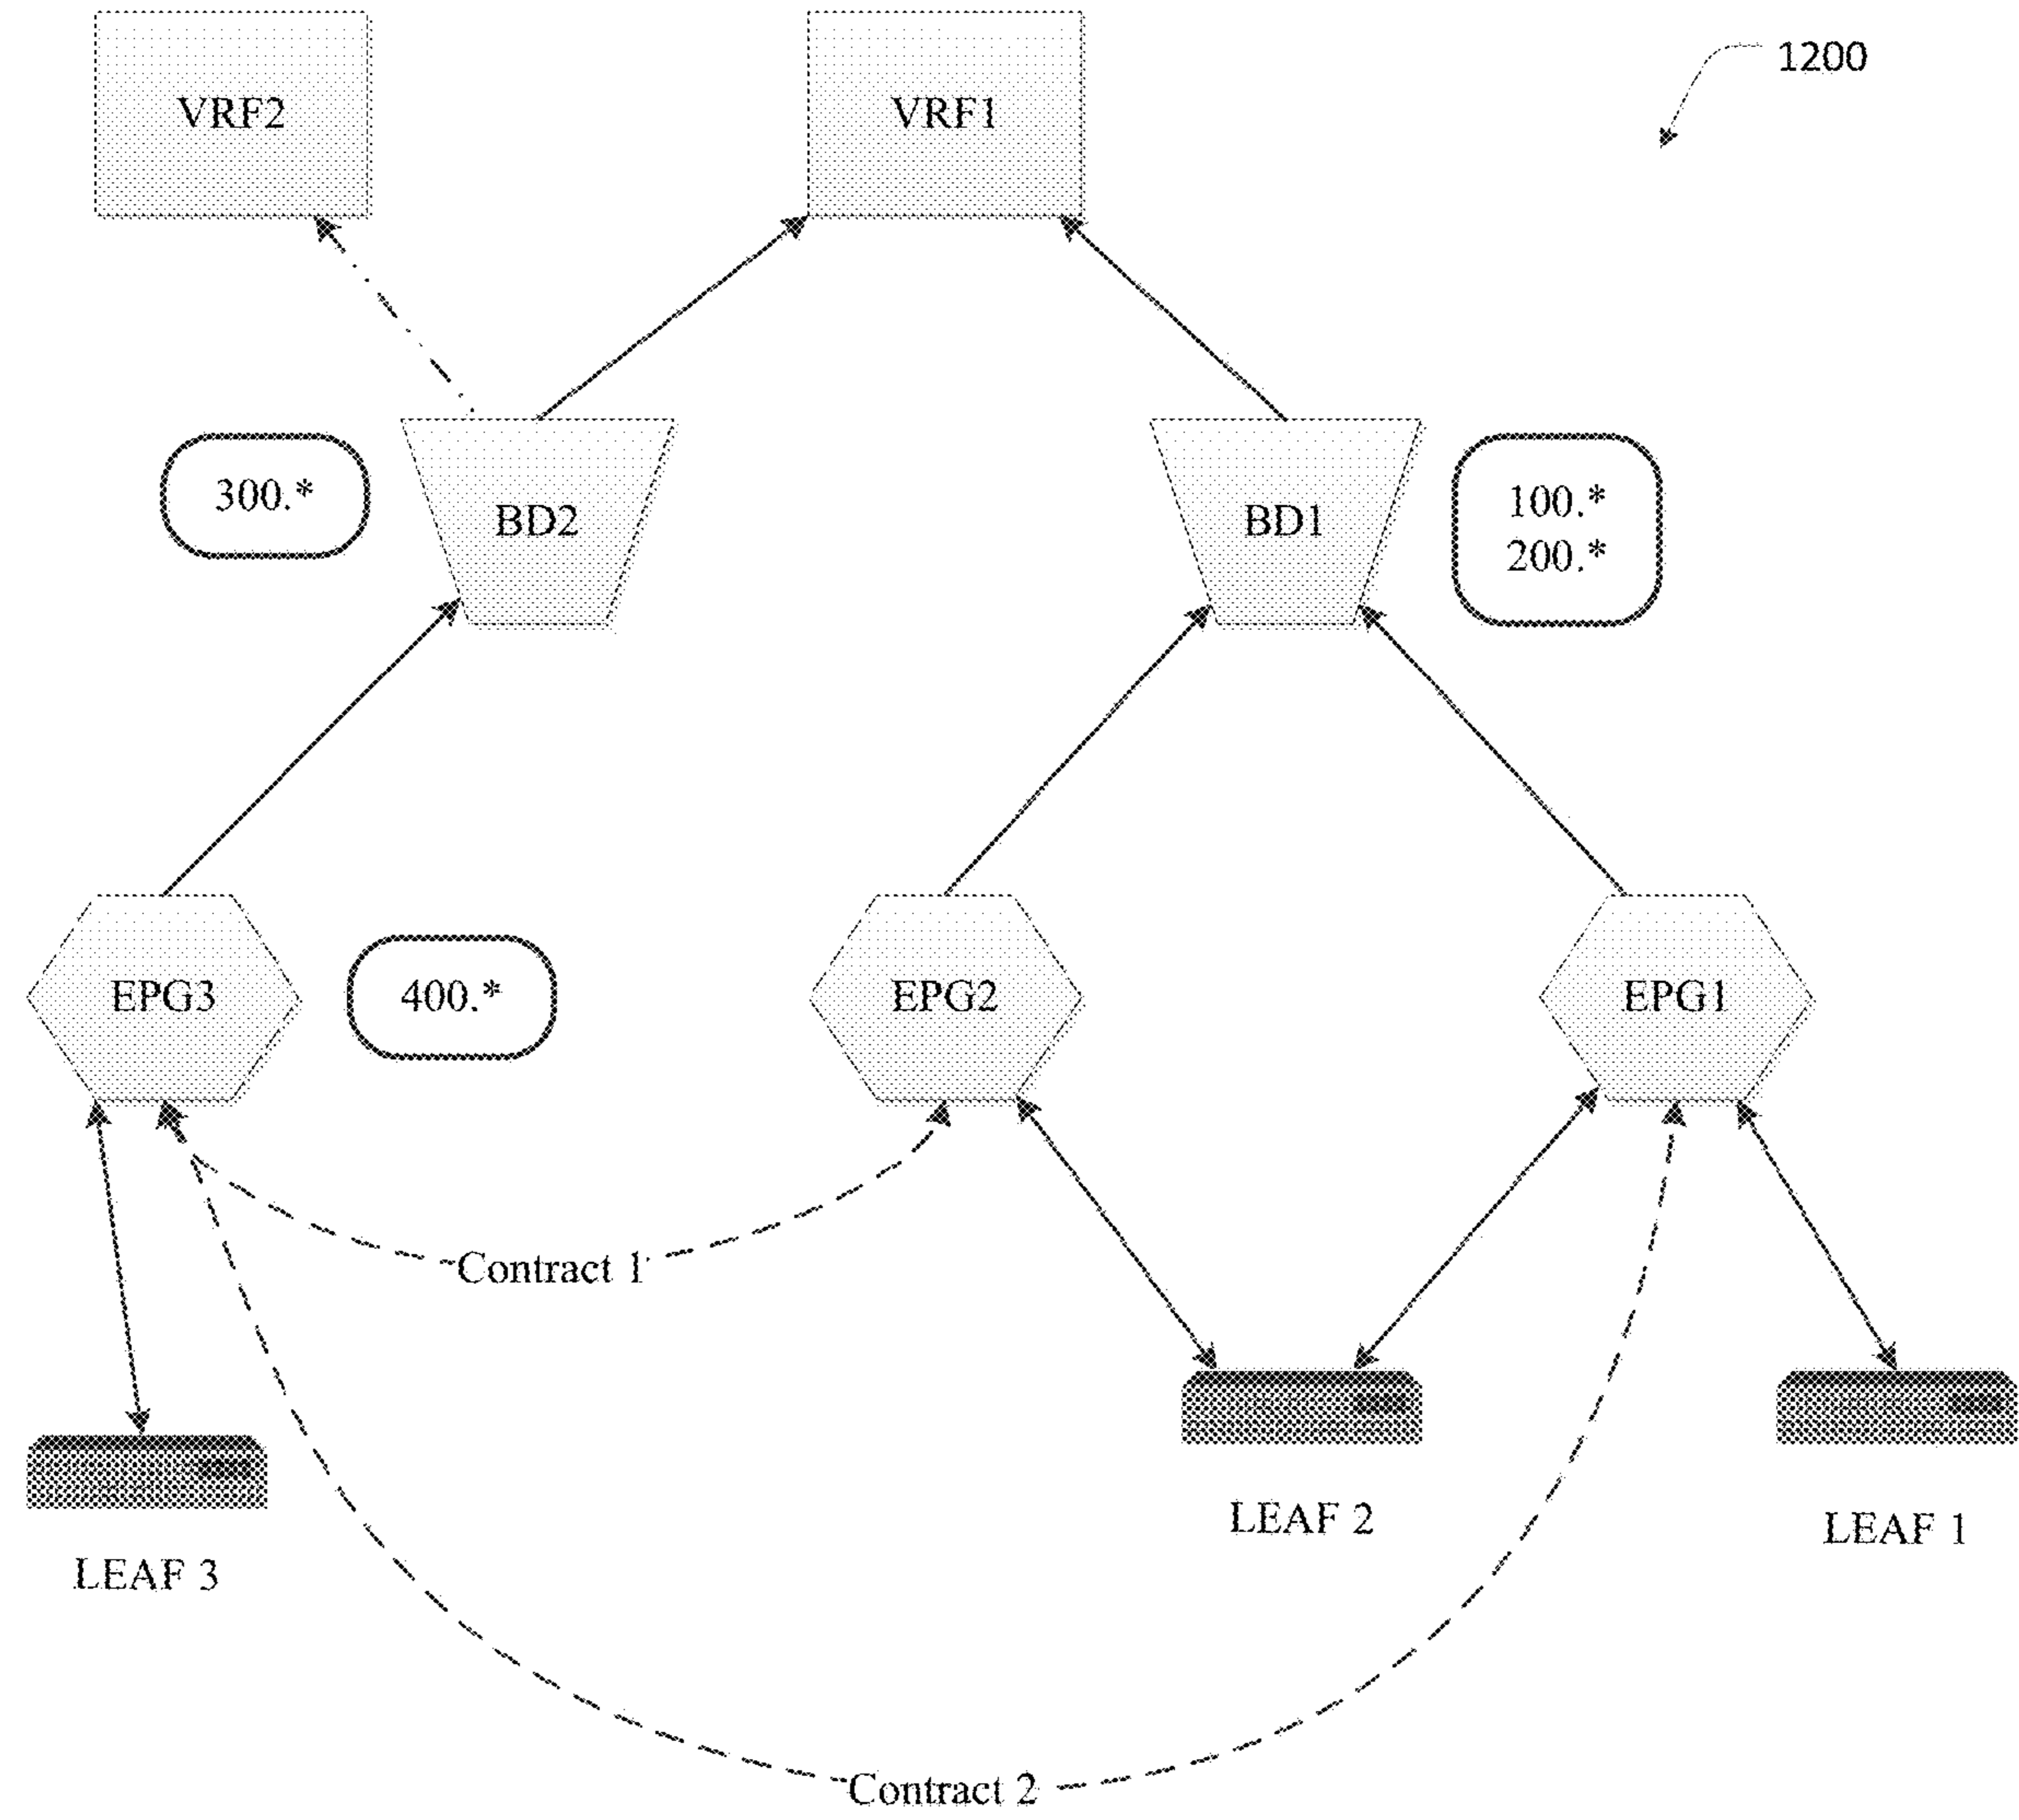 VRF2
VRF1
1200
300.*
BD2
BD1
100.*
200.*
EPG3
400.*
EPG2
EPG1
Contract 1
LEAF 3
LEAF 2
LEAF 1
Contract 2